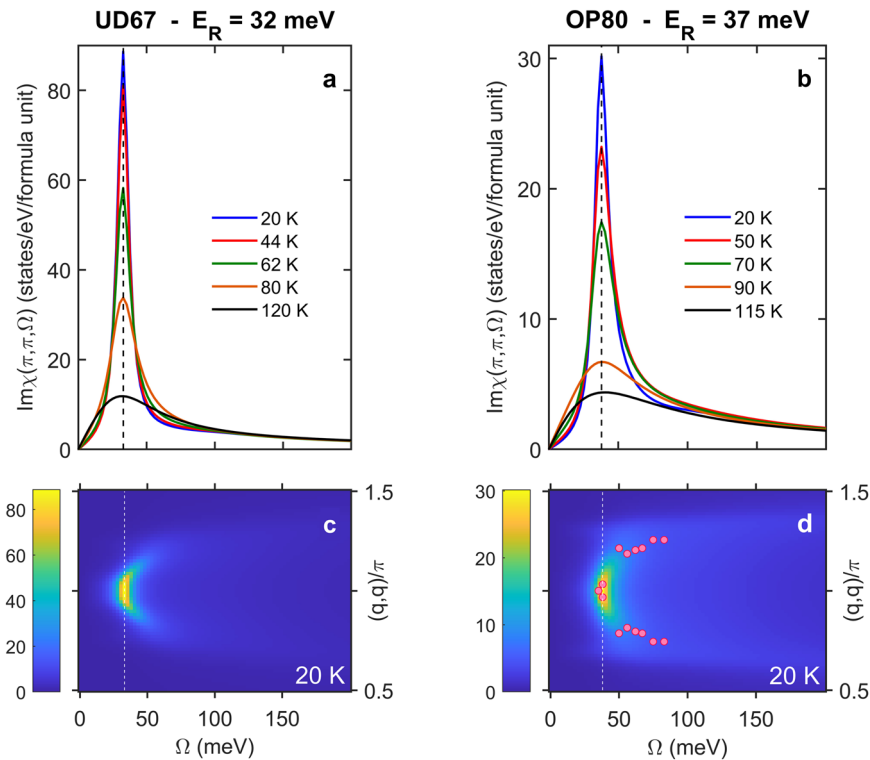 UD67 - E_R = 32 meV
OP80 - E_R = 37 meV
a
Imχ(π,π,Ω) (states/eV/formula unit)
80
60
40
20
0
20 K
44 K
62 K
80 K
120 K
b
Imχ(π,π,Ω) (states/eV/formula unit)
30
20
10
0
20 K
50 K
70 K
90 K
115 K
c
80
60
40
20
0
1.5
0.5
(q,q)/π
20 K
0
50
100
150
Ω (meV)
d
30
20
10
0
1.5
0.5
(q,q)/π
20 K
0
50
100
150
Ω (meV)